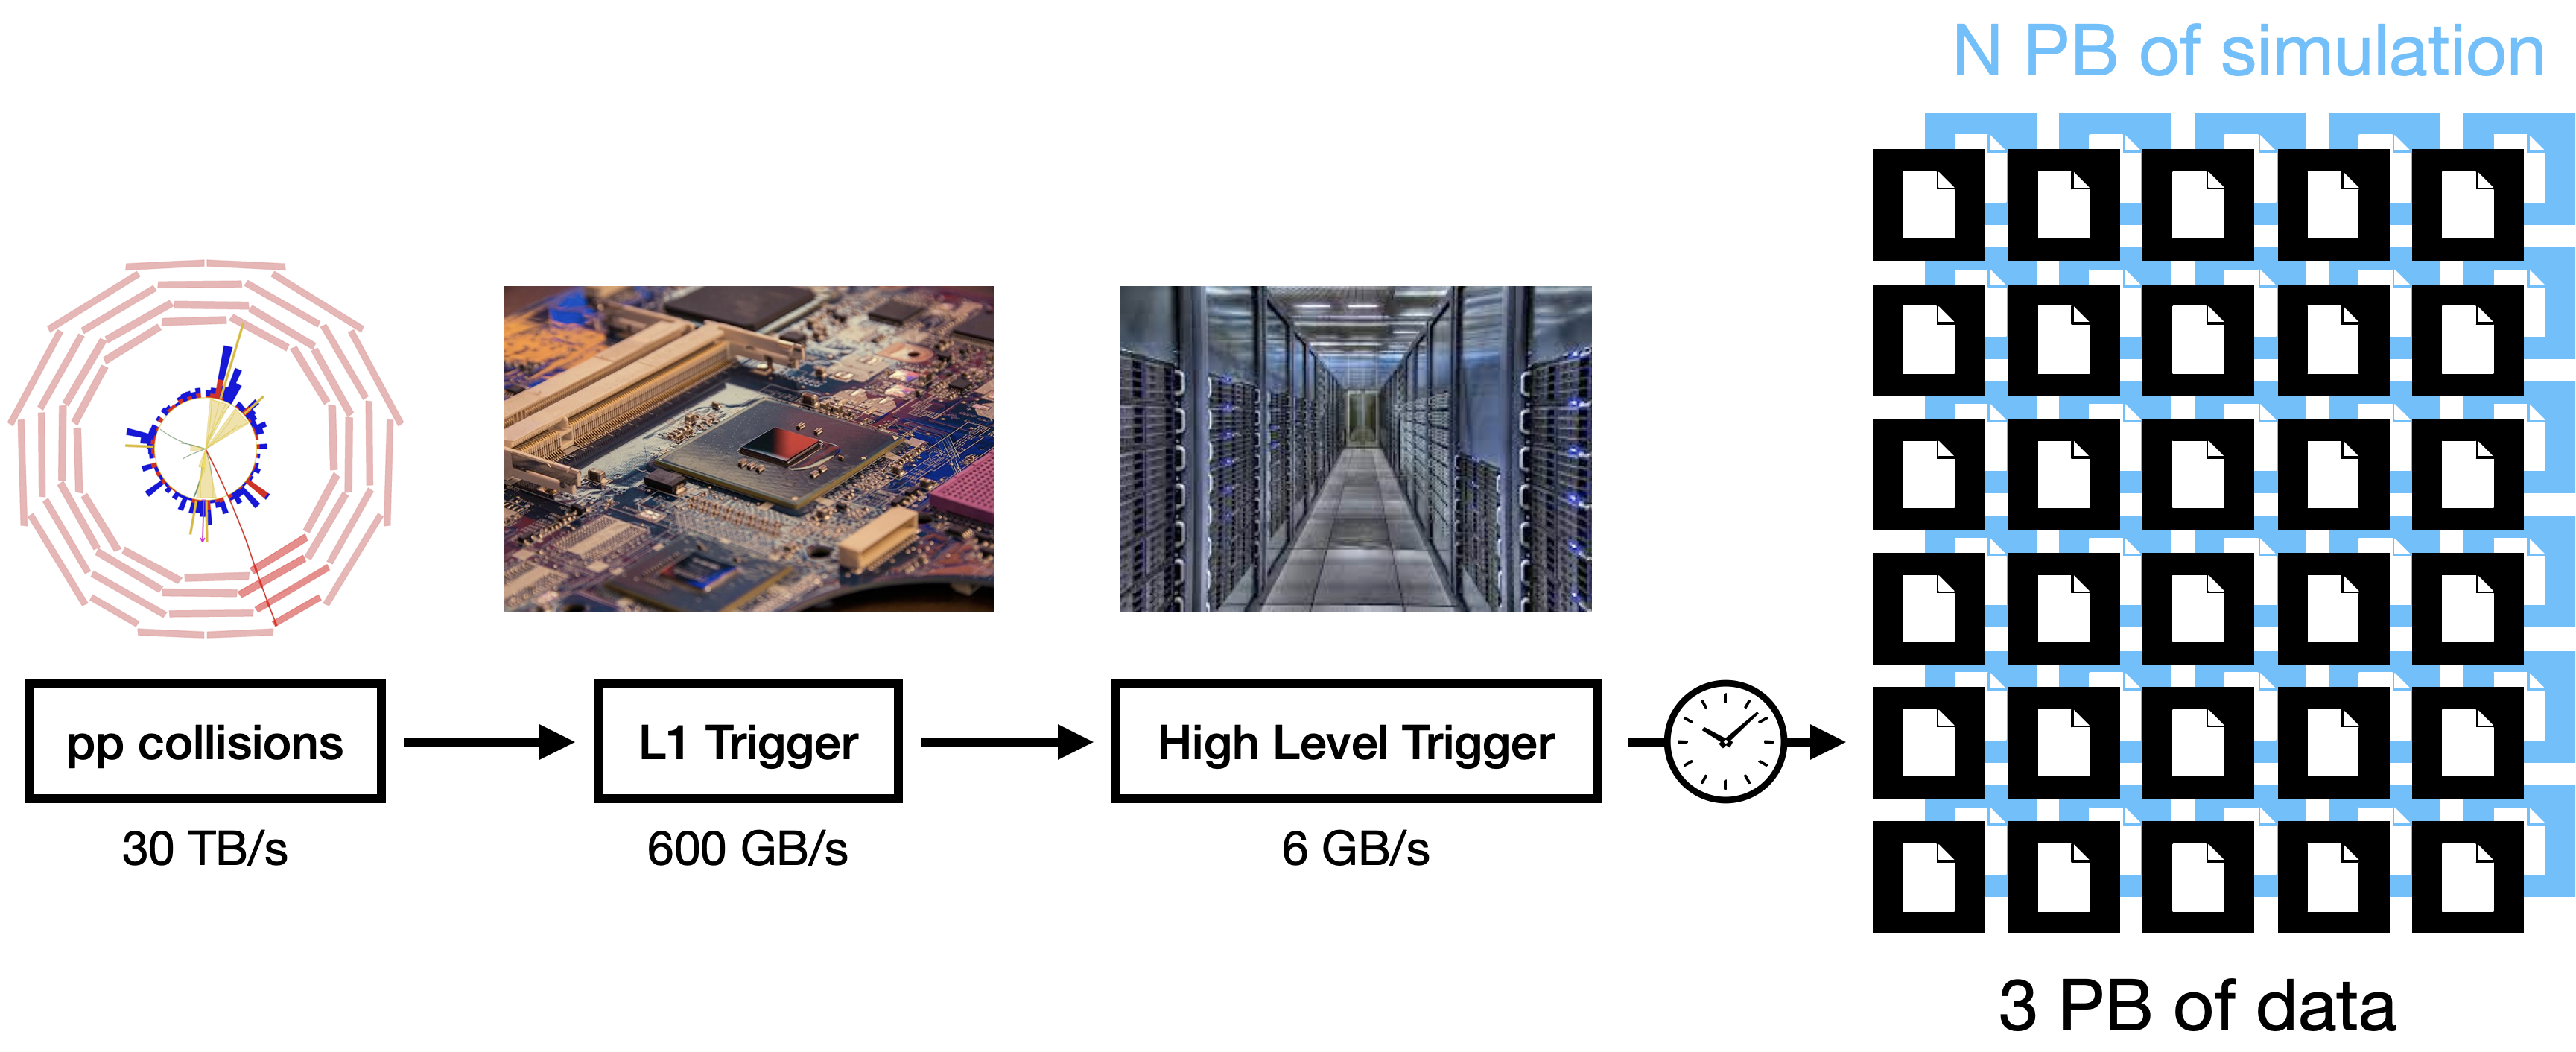 N PB of simulation
pp collisions
L1 Trigger
High Level Trigger
30 TB/s
600 GB/s
6 GB/s
3 PB of data